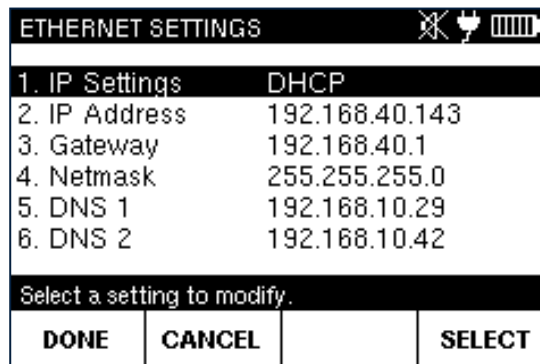 ETHERNET SETTINGS
1. IP Settings DHCP
2. IP Address 192.168.40.143
3. Gateway 192.168.40.1
4. Netmask 255.255.255.0
5. DNS 1 192.168.10.29
6. DNS 2 192.168.10.42
Select a setting to modify.
DONE CANCEL SELECT